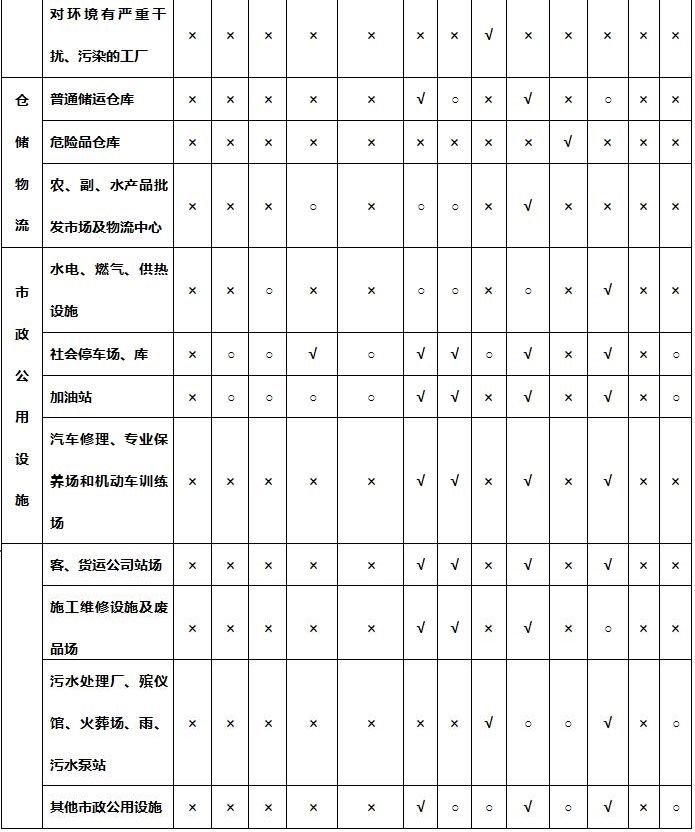 对环境有严重干
扰、污染的工厂 × × × × × × √ × × × × ×
仓储物流
普通储运仓库 × × × × × √ ○ × √ × ○ × ×
危险品仓库 × × × × × × × × × √ × × ×
农、副、水产品批
发市场及物流中心 × × × ○ × ○ ○ × √ × × × ×
市政公用设施
水电、燃气、供热
设施 × × ○ × × ○ ○ × ○ × √ × ×
社会停车场、库 × ○ ○ √ ○ √ √ ○ √ × √ × ○
加油站 × ○ ○ ○ ○ √ √ × √ × √ × ○
汽车修理、专业保
养场和机动车训练
场 × × × × × √ √ × √ × √ × ×
客、货运公司站场 × × × × × √ √ × √ × √ × ×
施工维修设施及废
品场 × × × × × √ √ × √ × ○ × ×
污水处理厂、殡仪
馆、火葬场、雨、
污水泵站 × × × × × × × √ ○ ○ √ × ○
其他市政公用设施 × × × × × √ ○ ○ √ ○ √ × ○